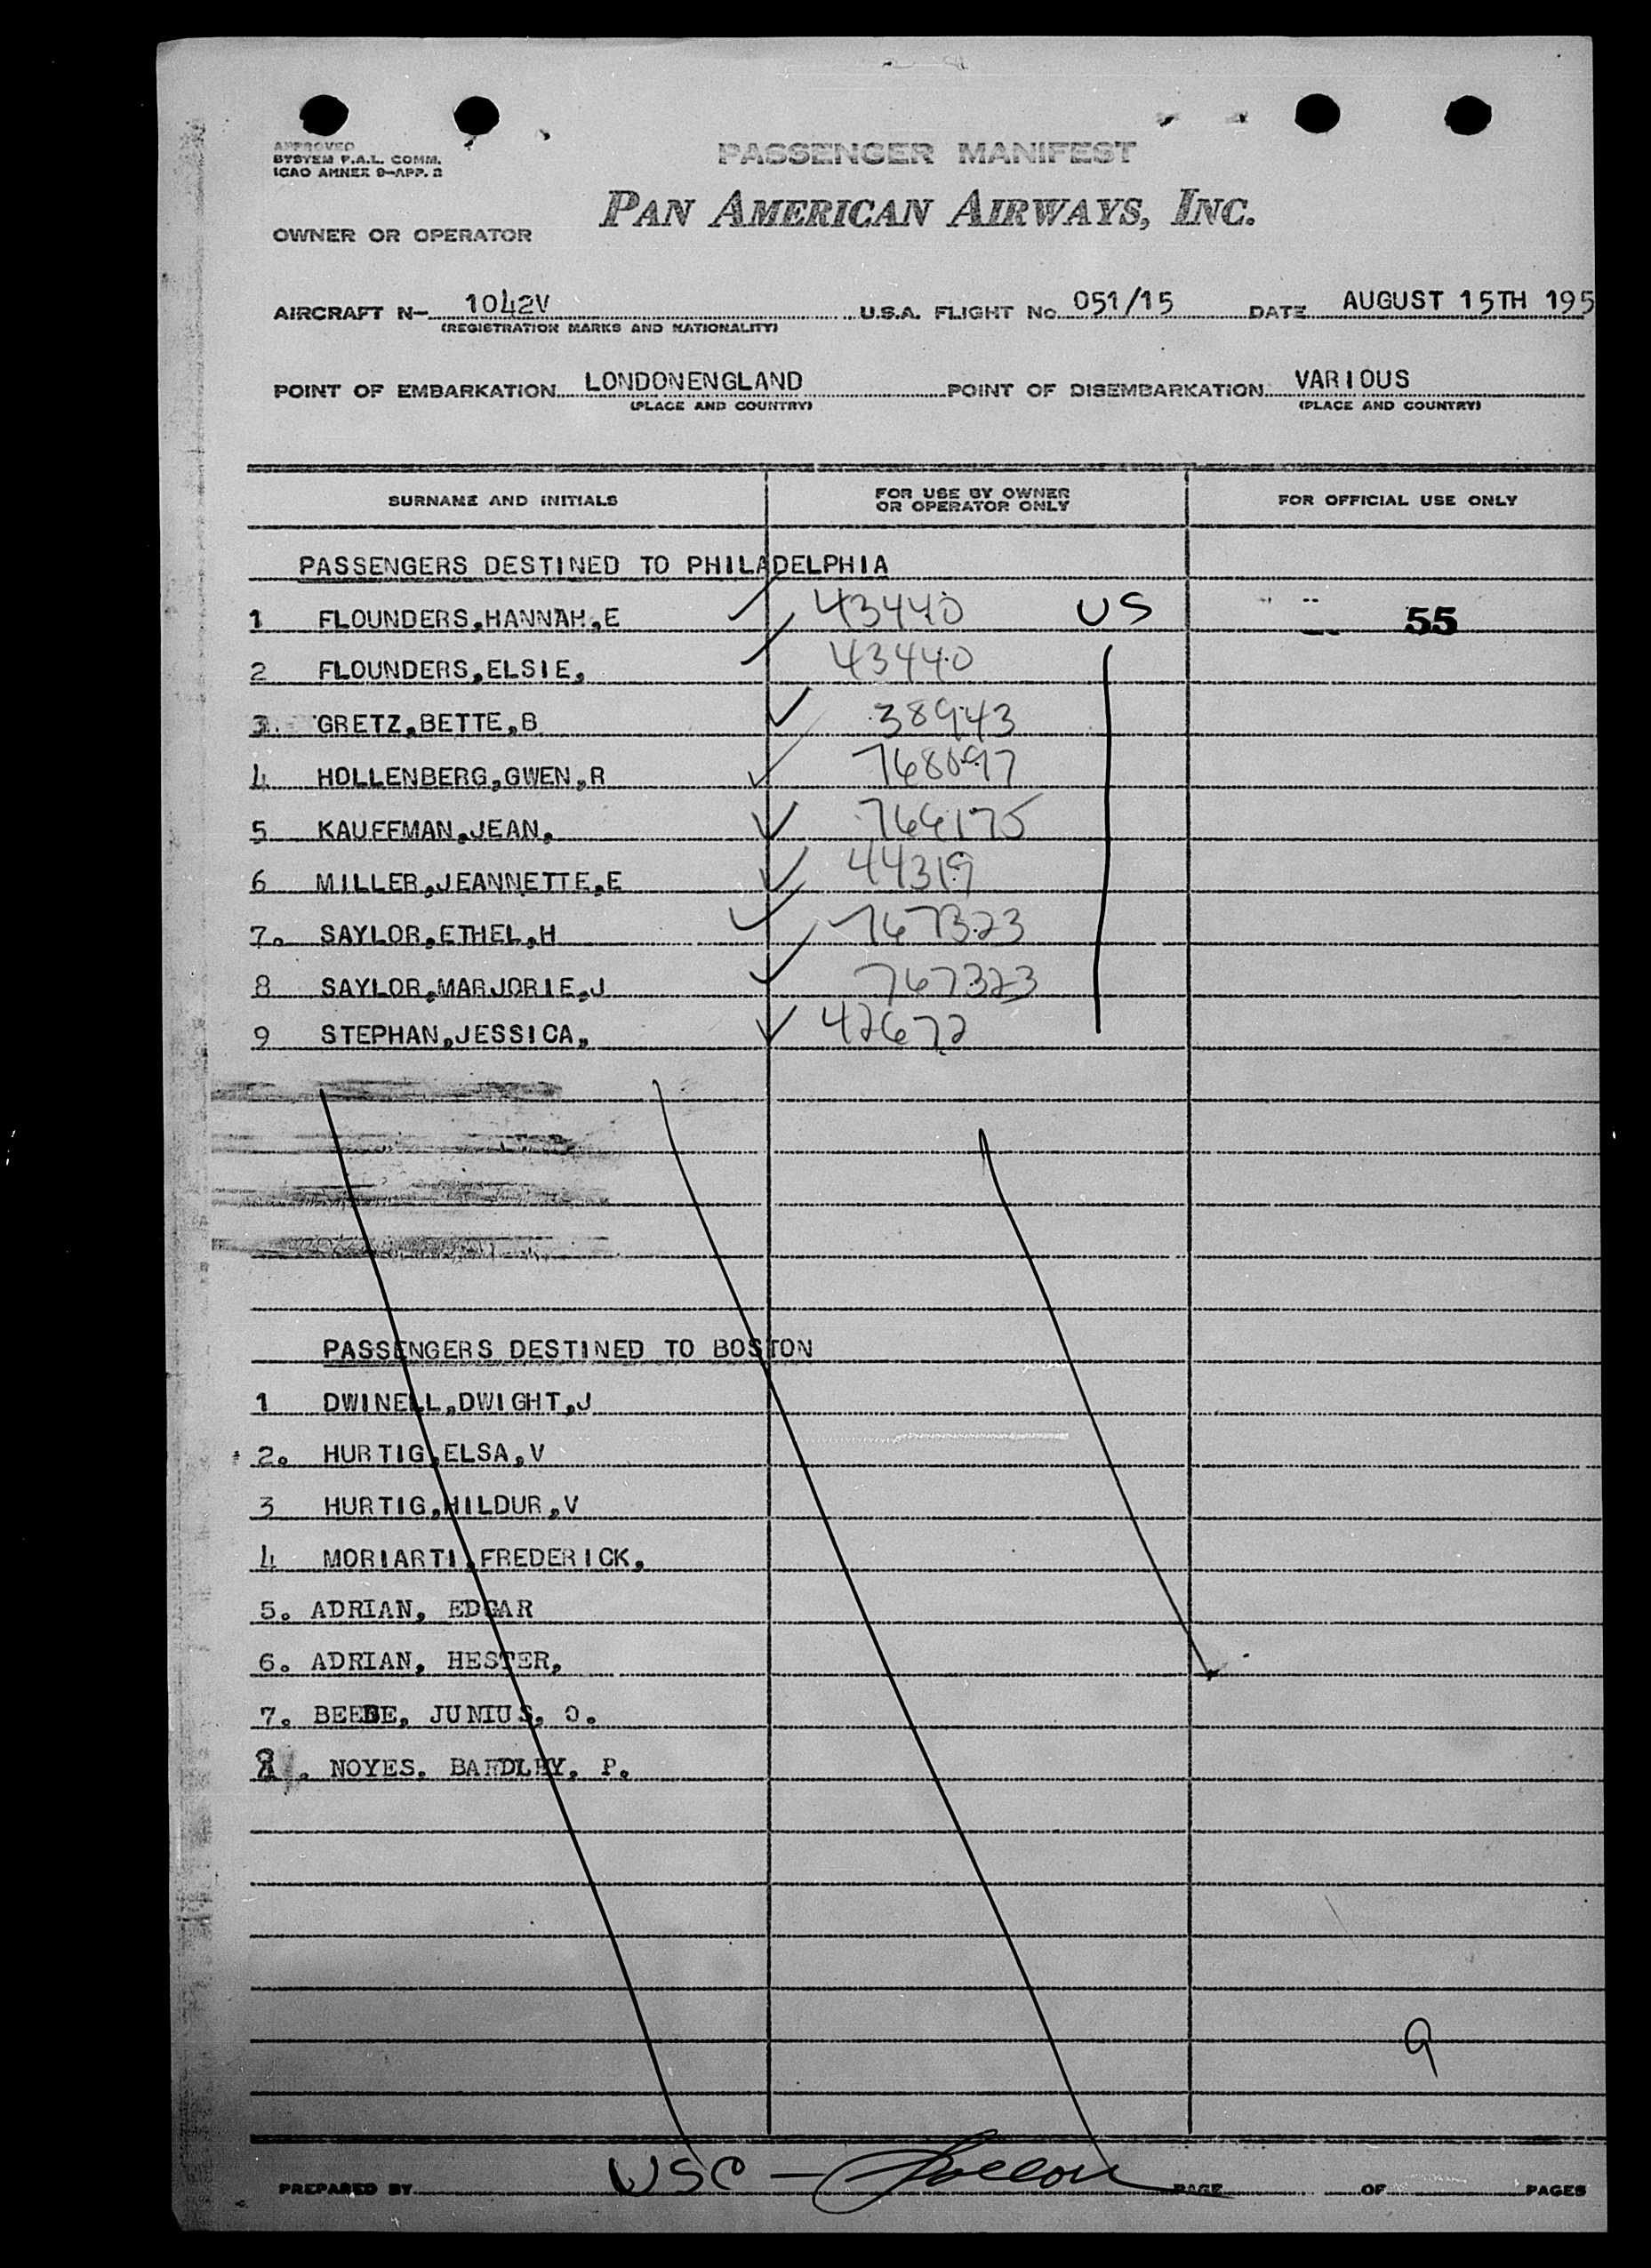 APPROVED
SYSTEM F.A.L. COMM.
ICAO ANNEX 9-APP. 2
PASSENGER MANIFEST
PAN AMERICAN AIRWAYS, INC.
OWNER OR OPERATOR
AIRCRAFT N- 1042V U.S.A. FLIGHT No 051/15 DATE AUGUST 15TH 195
(REGISTRATION MARKS AND NATIONALITY)
POINT OF EMBARKATION LONDONENGLAND POINT OF DISEMBARKATION VARIOUS
(PLACE AND COUNTRY) (PLACE AND COUNTRY)
SURNAME AND INITIALS FOR USE BY OWNER OR OPERATOR ONLY FOR OFFICIAL USE ONLY
PASSENGERS DESTINED TO PHILADELPHIA
1 FLOUNDERS,HANNAH,E 43440 US 55
2 FLOUNDERS,ELSIE, 43440
3. GRETZ,BETTE,B 38943
4 HOLLENBERG,GWEN,R 768097
5 KAUFFMAN,JEAN, 766175
6 MILLER,JEANNETTE,E 44319
7. SAYLOR,ETHEL,H 767323
8 SAYLOR,MARJORIE,J 767323
9 STEPHAN,JESSICA, 42672
PASSENGERS DESTINED TO BOSTON
1 DWINELL,DWIGHT,J
2. HURTIG,ELSA,V
3 HURTIG,HILDUR,V
4 MORIARTI,FREDERICK,
5. ADRIAN, EDGAR
6. ADRIAN, HESTER,
7. BEEBE, JUNIUS, O.
8. NOYES. BARDLEY, P.
9
PREPARED BY USC — PAGE OF PAGES